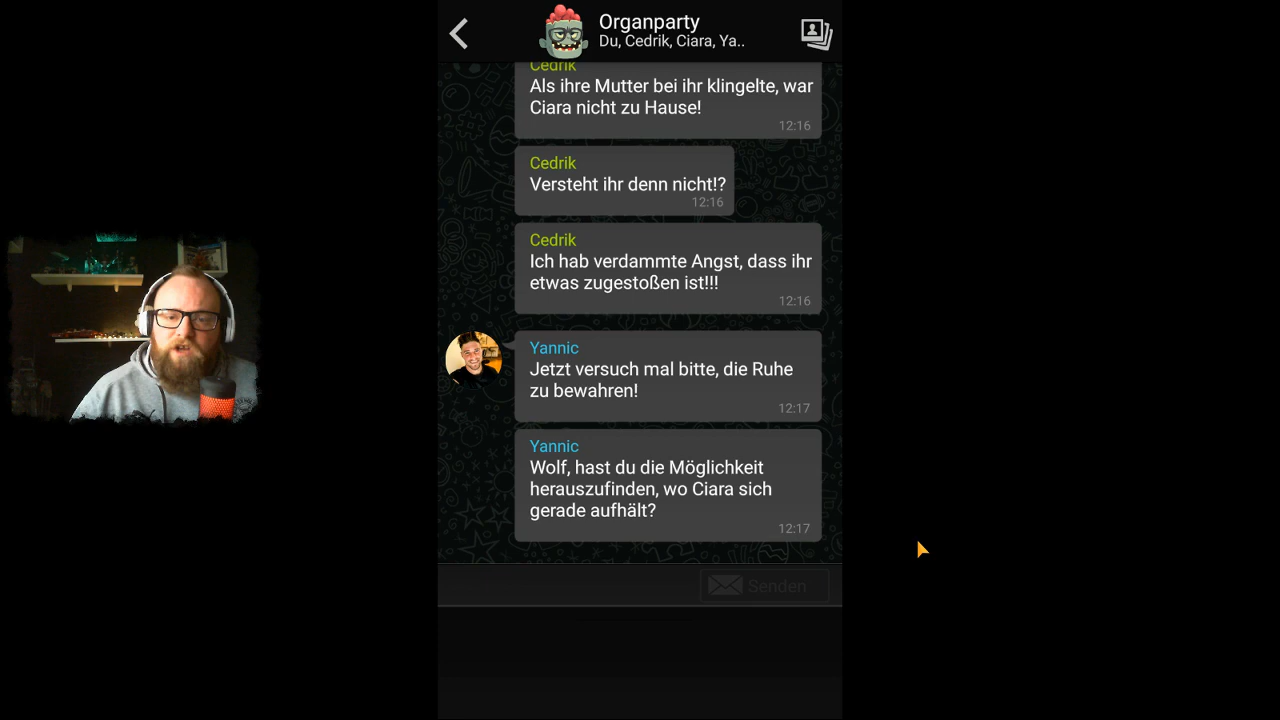 Organparty
Du, Cedrik, Ciara, Ya..
Cedrik
Als ihre Mutter bei ihr klingelte, war
Ciara nicht zu Hause!
12:16
Cedrik
Versteht ihr denn nicht!?
12:16
Cedrik
Ich hab verdammte Angst, dass ihr
etwas zugestoßen ist!!!
12:16
Yannic
Jetzt versuch mal bitte, die Ruhe
zu bewahren!
12:17
Yannic
Wolf, hast du die Möglichkeit
herauszufinden, wo Ciara sich
gerade aufhält?
12:17
Senden